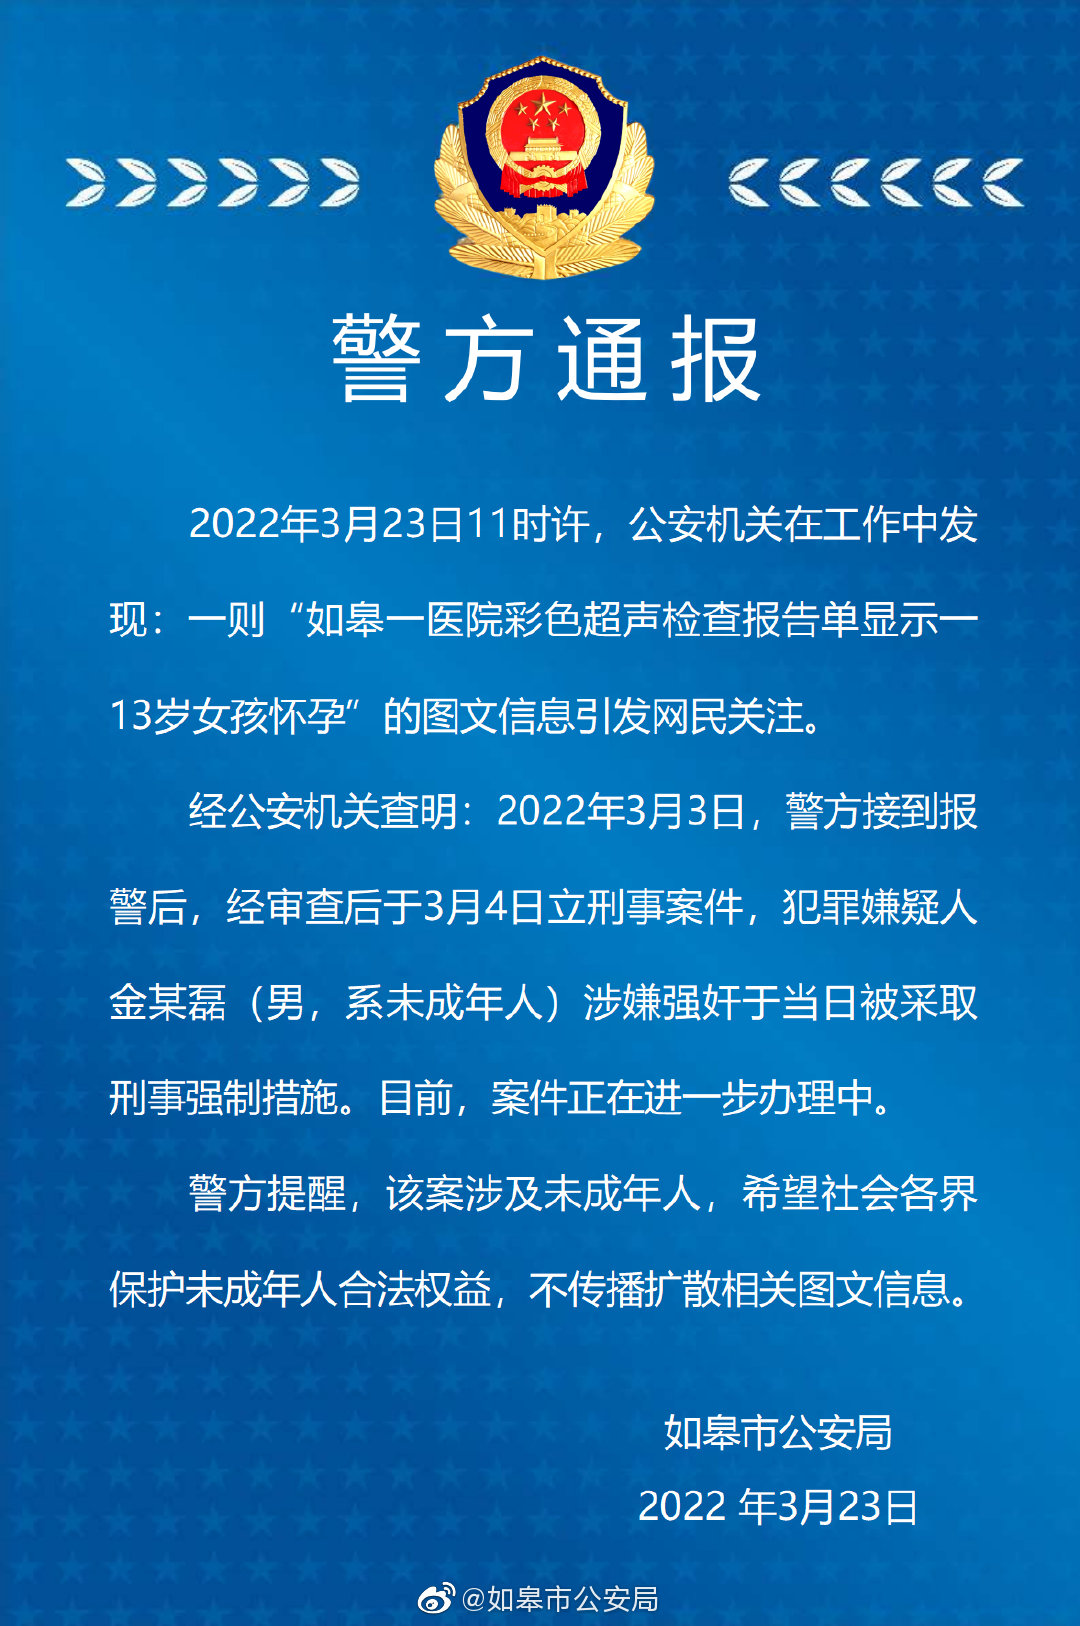 警方通报
2022年3月23日11时许，公安机关在工作中发
现：一则“如皋一医院彩色超声检查报告单显示一
13岁女孩怀孕”的图文信息引发网民关注。
经公安机关查明：2022年3月3日，警方接到报
警后，经审查后于3月4日立刑事案件，犯罪嫌疑人
金某磊（男，系未成年人）涉嫌强奸于当日被采取
刑事强制措施。目前，案件正在进一步办理中。
警方提醒，该案涉及未成年人，希望社会各界
保护未成年人合法权益，不传播扩散相关图文信息。
如皋市公安局
2022 年3月23日
@如皋市公安局